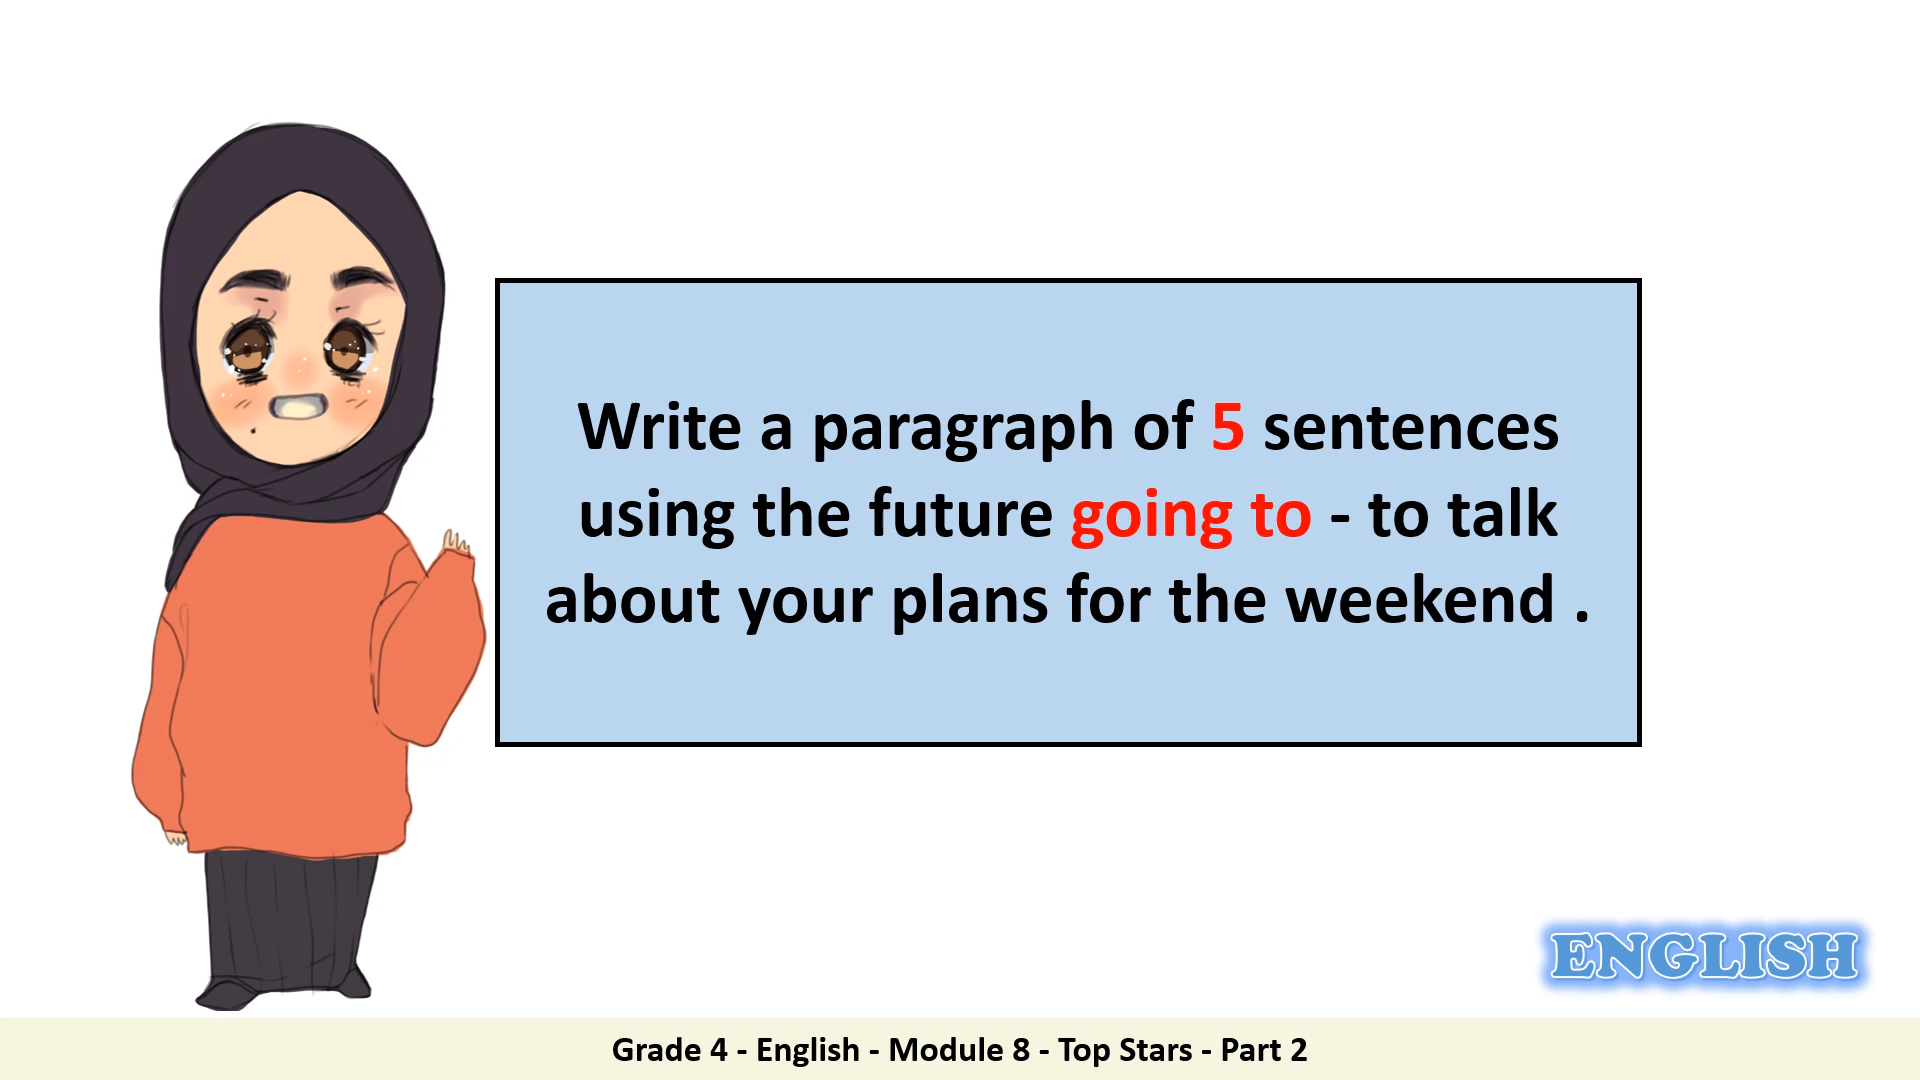 Write a paragraph of 5 sentences
using the future going to - to talk
about your plans for the weekend .
ENGLISH
Grade 4 - English - Module 8 - Top Stars - Part 2